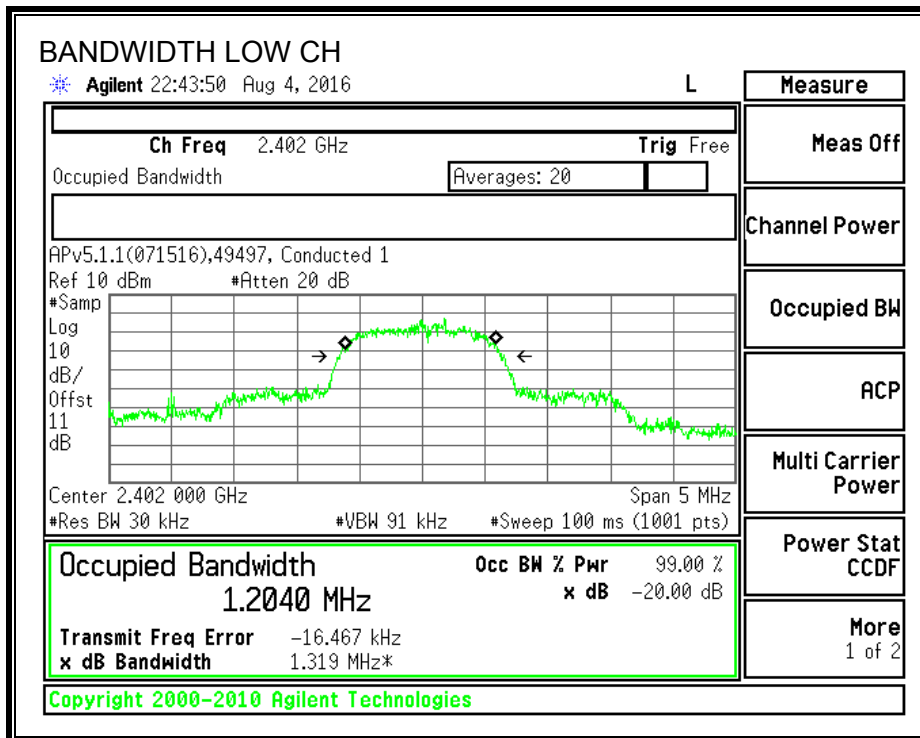 BANDWIDTH LOW CH
Agilent 22:43:50 Aug 4, 2016 L
Measure
Ch Freq 2.402 GHz Trig Free
Meas Off
Occupied Bandwidth Averages: 20
Channel Power
APv5.1.1(071516),49497, Conducted 1
Ref 10 dBm #Atten 20 dB
#Samp
Log
10
dB/
Offst
11
dB
Occupied BW
ACP
Multi Carrier
Power
Center 2.402 000 GHz Span 5 MHz
#Res BW 30 kHz #VBW 91 kHz #Sweep 100 ms (1001 pts)
Power Stat
CCDF
Occupied Bandwidth Occ BW % Pwr 99.00 %
1.2040 MHz x dB -20.00 dB
Transmit Freq Error -16.467 kHz
x dB Bandwidth 1.319 MHz*
More
1 of 2
Copyright 2000-2010 Agilent Technologies